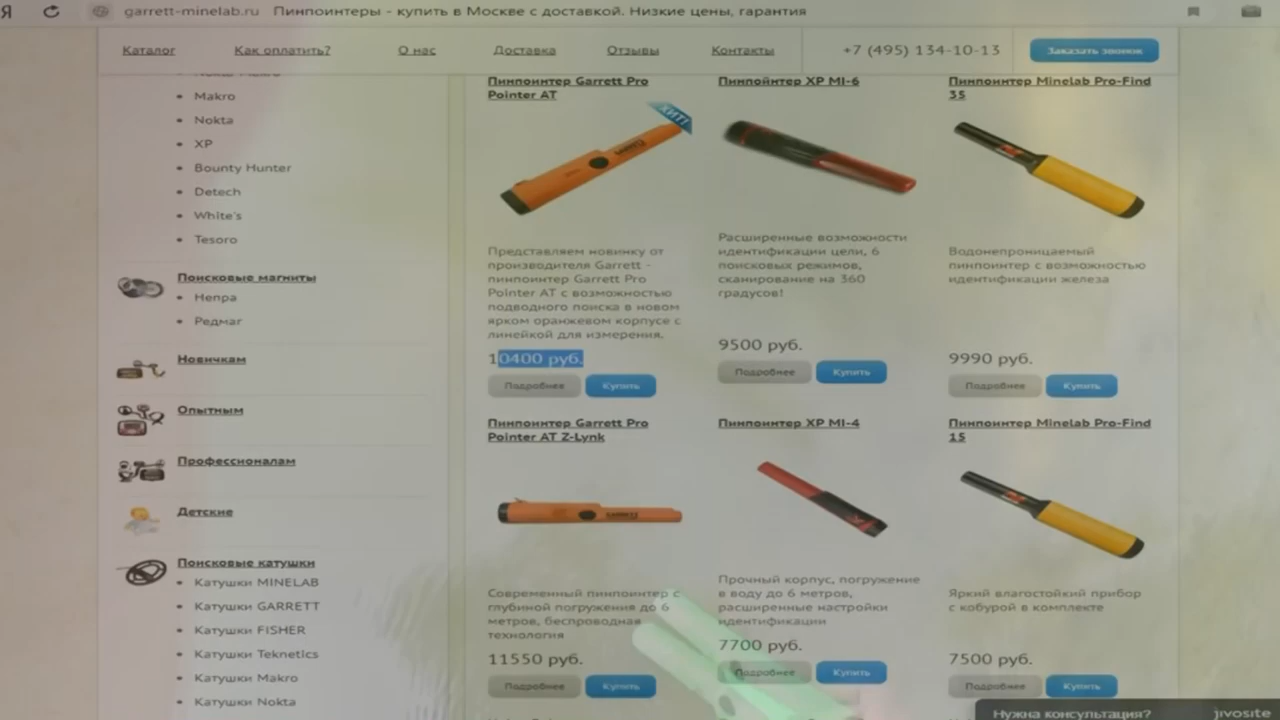 Я garrett-minelab.ru Пинпоинтеры - купить в Москве с доставкой. Низкие цены, гарантия
Каталог Как оплатить? О нас Доставка Отзывы Контакты +7 (495) 134-10-13 Заказать звонок
Nokta Makro
Makro
Nokta
XP
Bounty Hunter
Detech
White's
Tesoro
Поисковые магниты
Непра
Редмаг
Новичкам
Опытным
Профессионалам
Детские
Поисковые катушки
Катушки MINELAB
Катушки GARRETT
Катушки FISHER
Катушки Teknetics
Катушки Makro
Катушки Nokta
Пинпоинтер Garrett Pro
Pointer AT
ХИТ!
Представляем новинку от
производителя Garrett -
пинпоинтер Garrett Pro
Pointer AT с возможностью
подводного поиска в новом
ярком оранжевом корпусе с
линейкой для измерения.
10400 руб.
Подробнее Купить
Пинпойнтер XP MI-6
Расширенные возможности
идентификации цели, 6
поисковых режимов,
сканирование на 360
градусов!
9500 руб.
Подробнее Купить
Пинпоинтер Minelab Pro-Find
35
Водонепроницаемый
пинпоинтер с возможностью
идентификации железа
9990 руб.
Подробнее Купить
Пинпоинтер Garrett Pro
Pointer AT Z-Lynk
GARRETT
Современный пинпоинтер с
глубиной погружения до 6
метров, беспроводная
технология
11550 руб.
Подробнее Купить
Пинпоинтер XP MI-4
Прочный корпус, погружение
в воду до 6 метров,
расширенные настройки
идентификации
7700 руб.
Подробнее Купить
Пинпоинтер Minelab Pro-Find
15
Яркий влагостойкий прибор
с кобурой в комплекте
7500 руб.
Подробнее Купить
Нужна консультация? jivosite